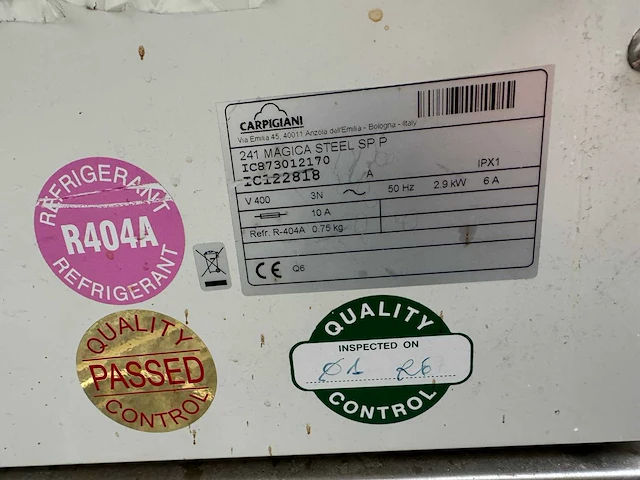 CARPIGIANI
Via Emilia 45, 40011 Anzola dell'Emilia - Bologna - Italy
241 MAGICA STEEL SP P
IC873012170
IC122818 A IPX1
V 400 3N 50 Hz 2.9 kW 6 A
10 A
Refr. R-404A 0.75 kg
CE Q6
REFRIGERANT
R404A
REFRIGERANT
QUALITY
PASSED
CONTROL
QUALITY
INSPECTED ON
CONTROL